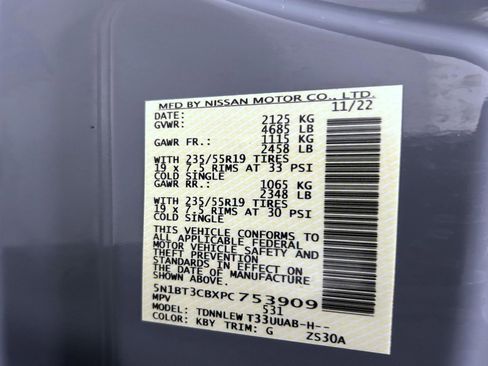 MFD BY NISSAN MOTOR CO., LTD.
DATE: 11/22
GVWR: 2125 KG
4685 LB
GAWR FR.: 1115 KG
2458 LB
WITH 235/55R19 TIRES
19 x 7.5 RIMS AT 33 PSI
COLD SINGLE
GAWR RR.: 1065 KG
2348 LB
WITH 235/55R19 TIRES
19 x 7.5 RIMS AT 30 PSI
COLD SINGLE
THIS VEHICLE CONFORMS TO
ALL APPLICABLE FEDERAL
MOTOR VEHICLE SAFETY AND
THEFT PREVENTION
STANDARDS IN EFFECT ON
THE DATE OF MANUFACTURE
SHOWN ABOVE.
5N1BT3CBXPC 753909
MPV 531
MODEL: TDNNLEW T33UUAB-H--
COLOR: KBY TRIM: G ZS30A